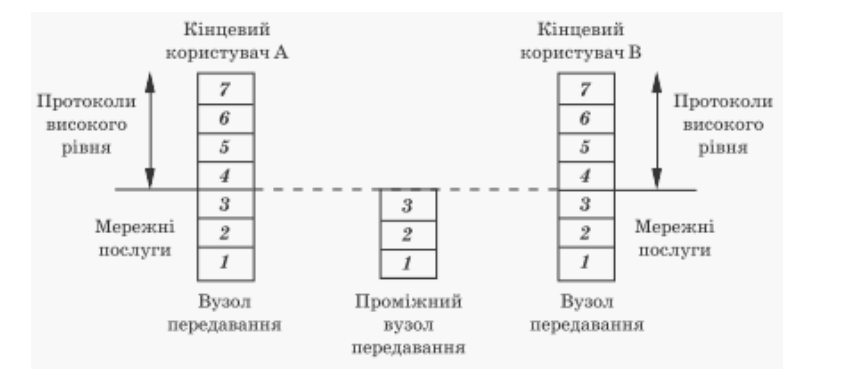 Кінцевий
користувач А
Кінцевий
користувач В
Протоколи
високого
рівня
7
6
5
4
3
2
1
Мережні
послуги
Вузол
передавання
3
2
1
Проміжний
вузол
передавання
7
6
5
4
3
2
1
Вузол
передавання
Протоколи
високого
рівня
Мережні
послуги